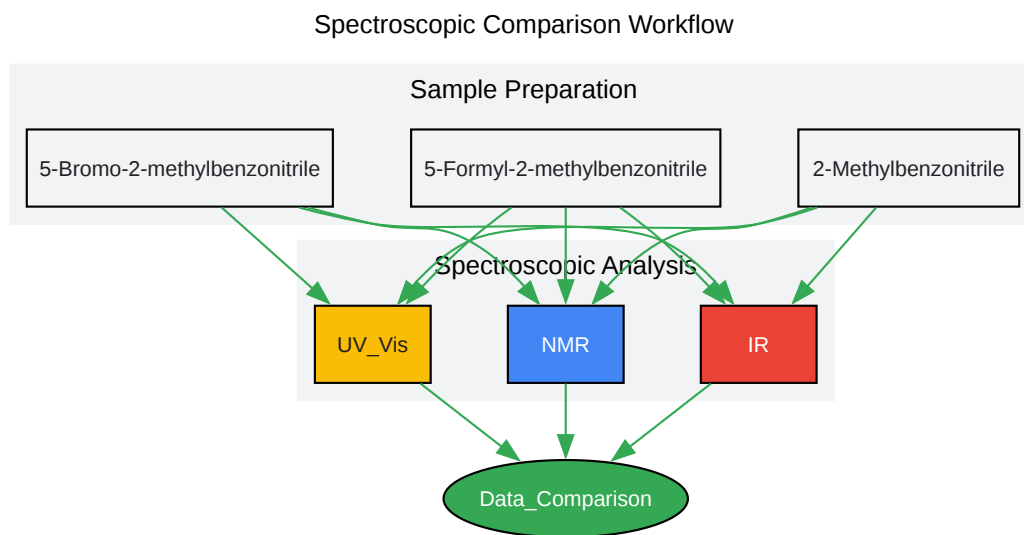 Spectroscopic Comparison Workflow
Sample Preparation
5-Bromo-2-methylbenzonitrile
5-Formyl-2-methylbenzonitrile
2-Methylbenzonitrile
Spectroscopic Analysis
UV_Vis
NMR
IR
Data_Comparison